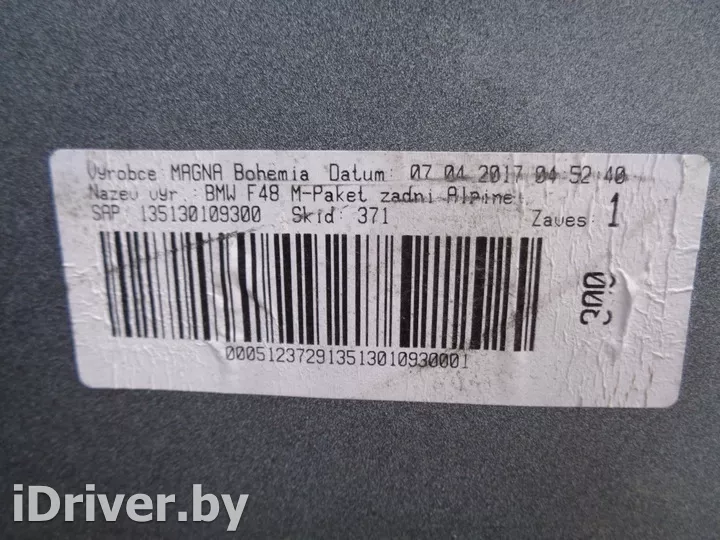 Vyrobce MAGNA Bohemia Datum: 07 04 2017 04 52 40
Nazev vyr : BMW F48 M-Paket zadni Alpine
SAP: 135130109300 Skid: 371
Zaves: 1
300
000512372913513010930001
iDriver.by